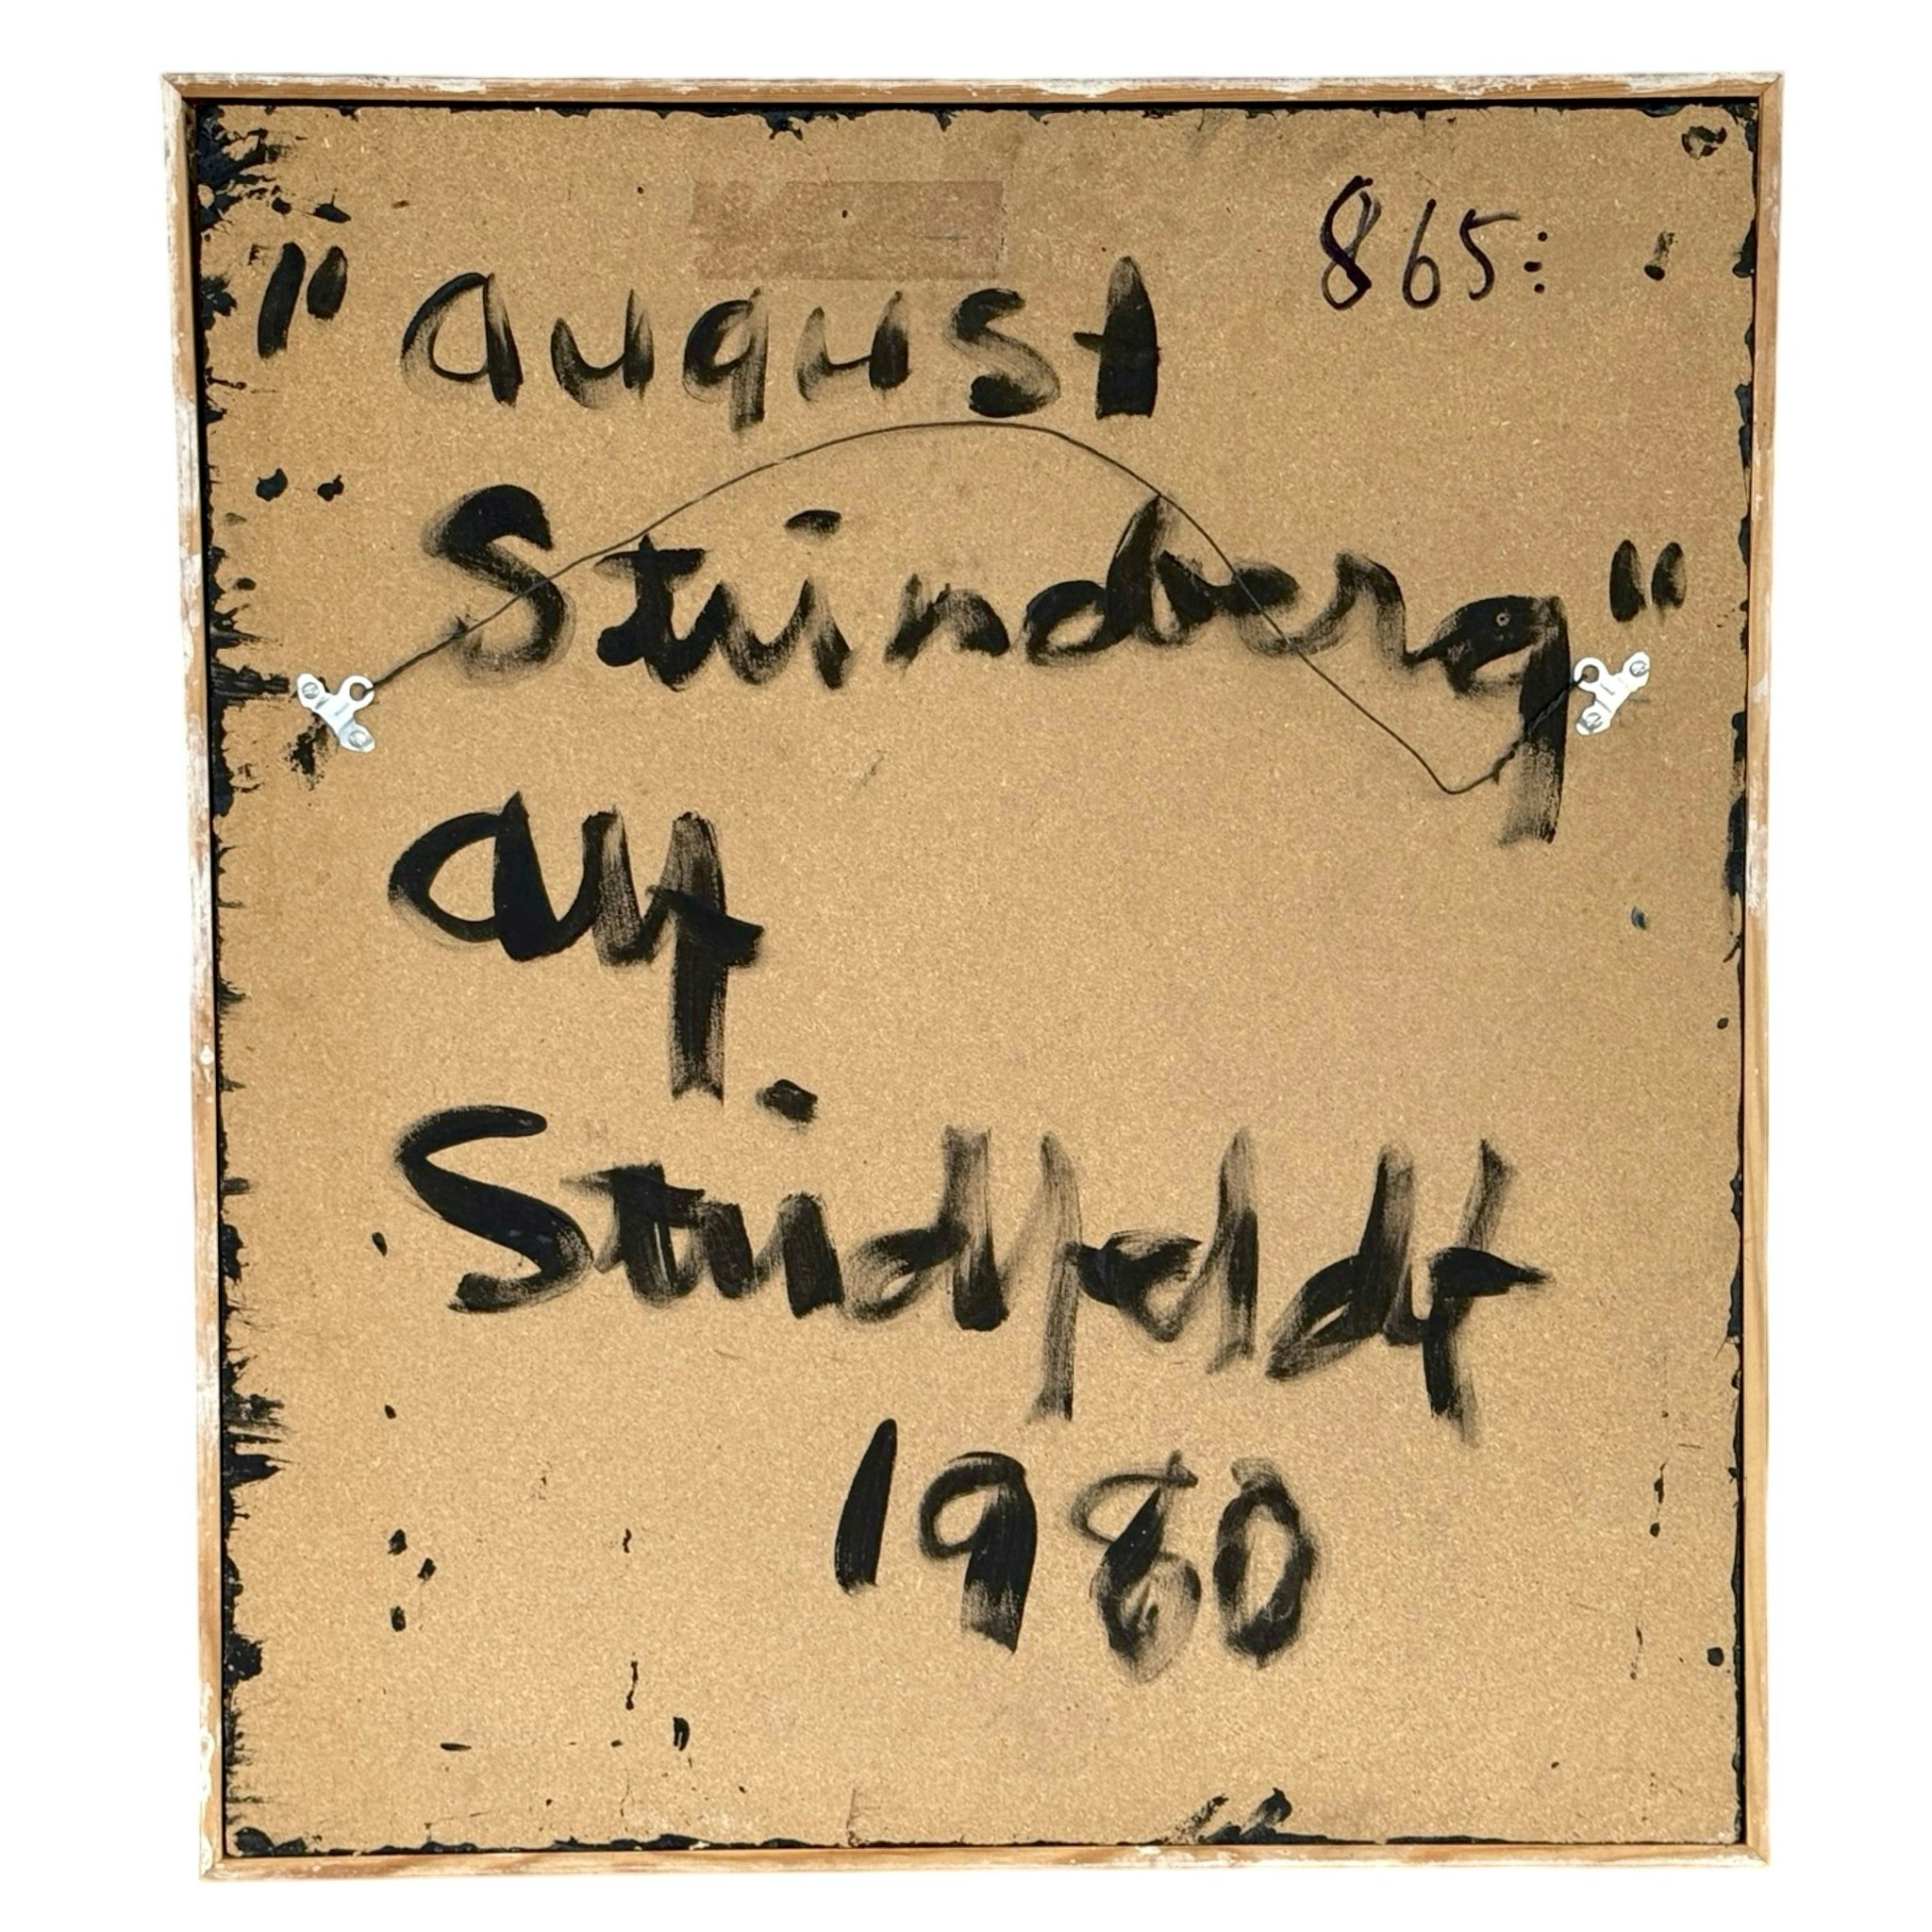 865:
"August
Strindberg"
av
Stridfeldt
1980